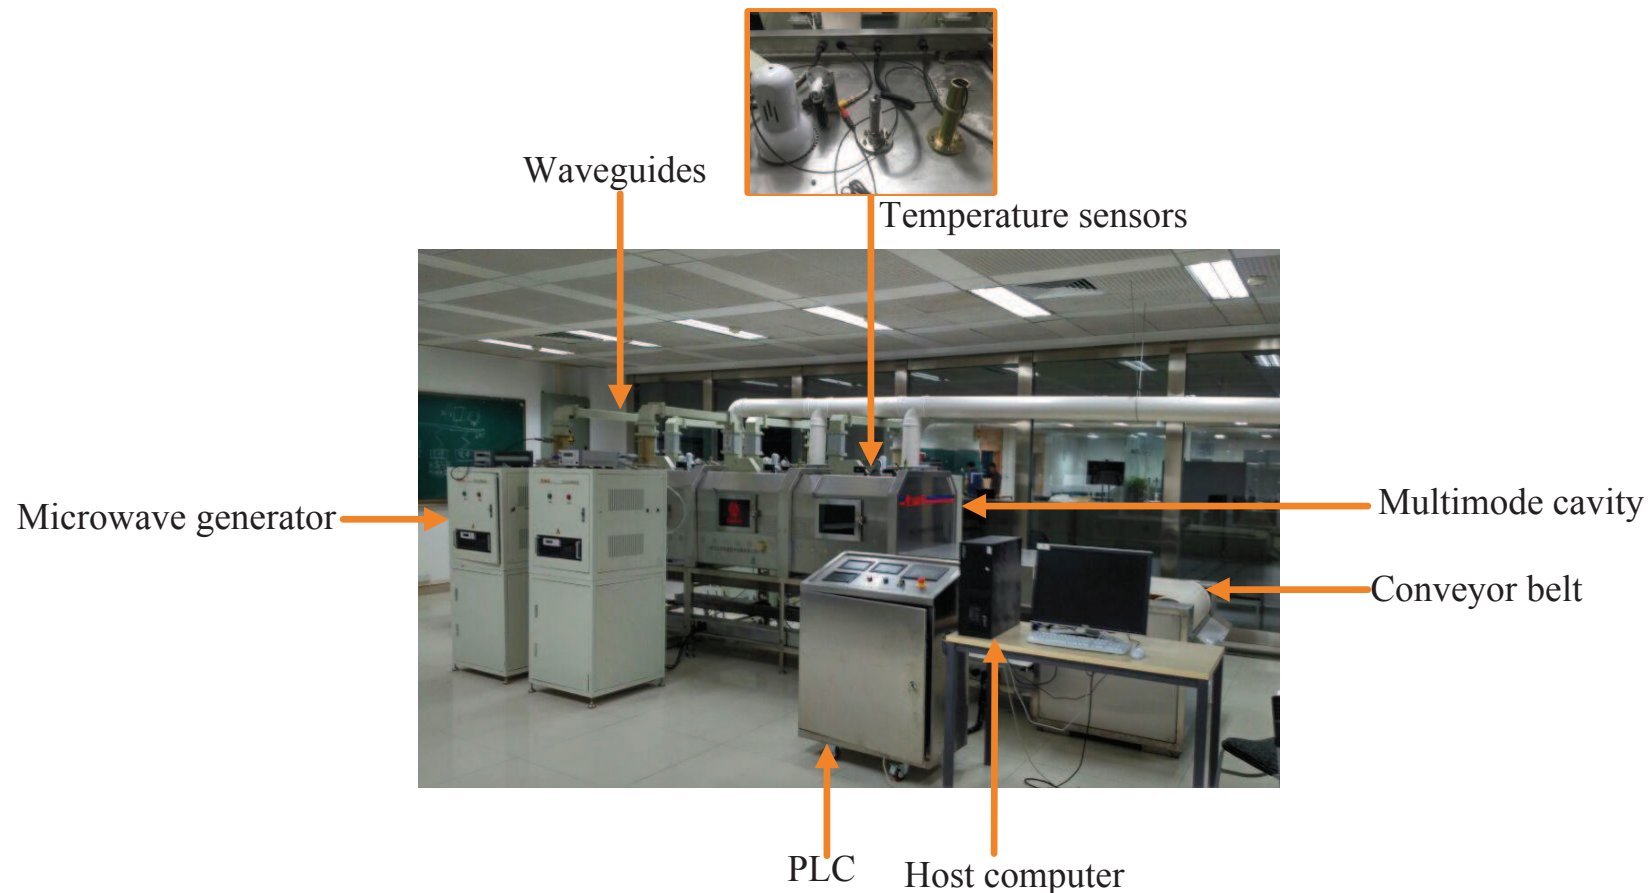 Waveguides
Temperature sensors
Microwave generator
Multimode cavity
Conveyor belt
PLC
Host computer